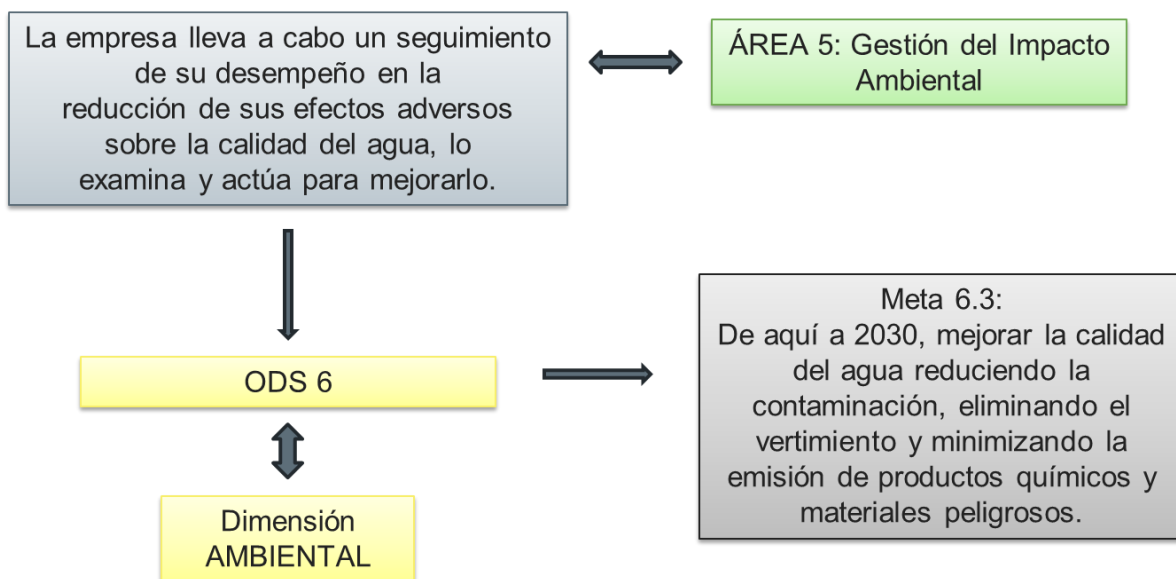 La empresa lleva a cabo un seguimiento
de su desempeño en la
reducción de sus efectos adversos
sobre la calidad del agua, lo
examina y actúa para mejorarlo.
ÁREA 5: Gestión del Impacto
Ambiental
ODS 6
Meta 6.3:
De aquí a 2030, mejorar la calidad
del agua reduciendo la
contaminación, eliminando el
vertimiento y minimizando la
emisión de productos químicos y
materiales peligrosos.
Dimensión
AMBIENTAL